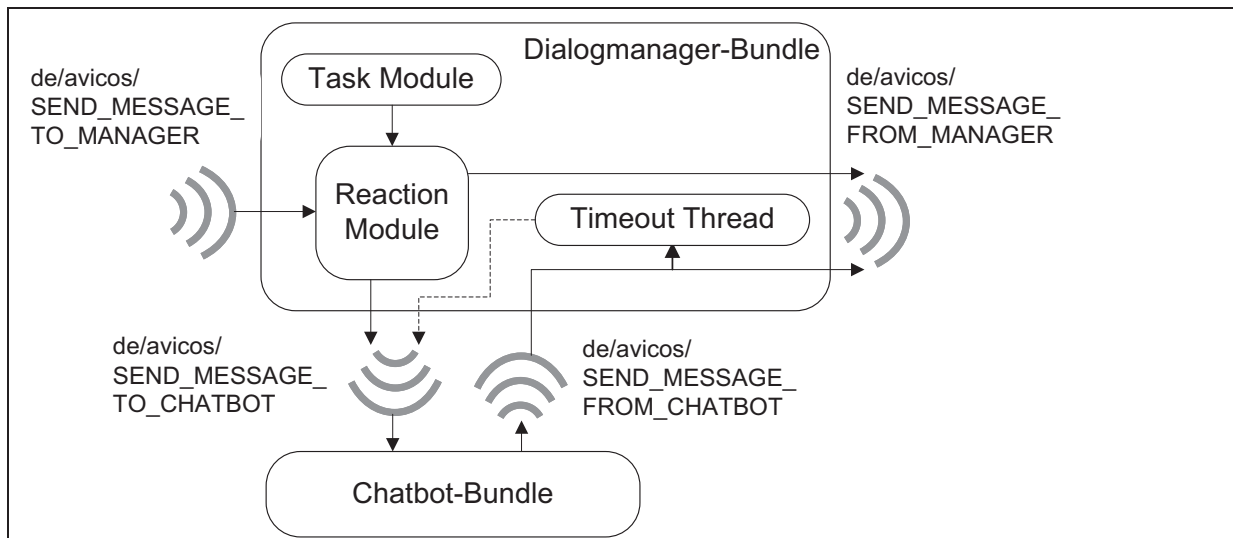 Dialogmanager-Bundle
de/avicos/
SEND_MESSAGE_
TO_MANAGER
Task Module
de/avicos/
SEND_MESSAGE_
FROM_MANAGER
Reaction
Module
Timeout Thread
de/avicos/
SEND_MESSAGE_
TO_CHATBOT
de/avicos/
SEND_MESSAGE_
FROM_CHATBOT
Chatbot-Bundle